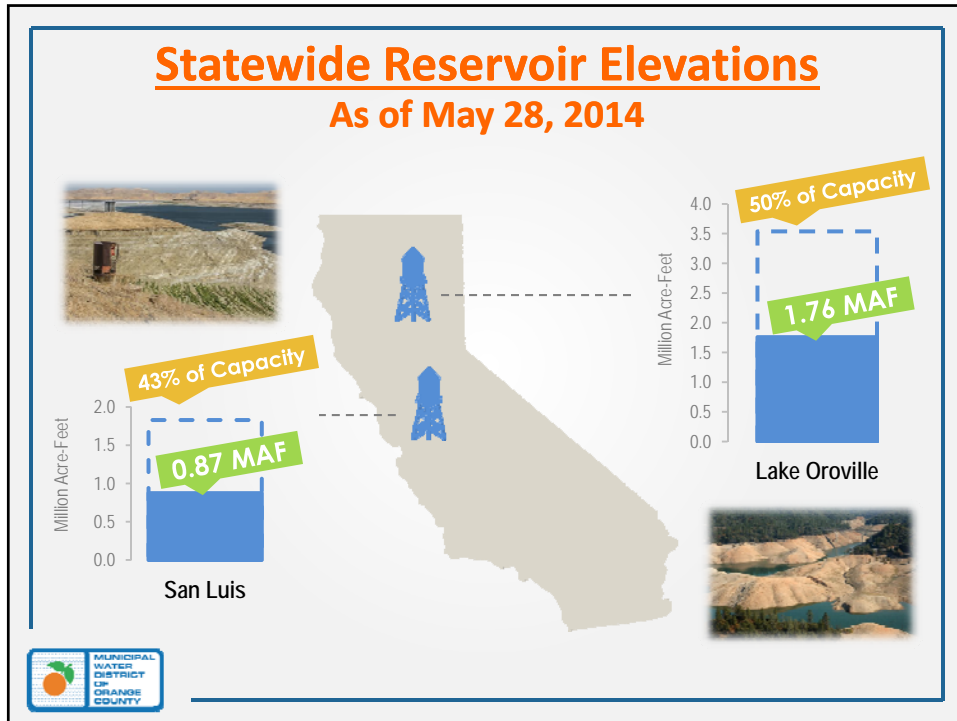 Statewide Reservoir Elevations
As of May 28, 2014
43% of Capacity
2.0
1.5
1.0
0.5
0.0
Million Acre-Feet
0.87 MAF
San Luis
50% of Capacity
4.0
3.5
3.0
2.5
2.0
1.5
1.0
0.5
0.0
Million Acre-Feet
1.76 MAF
Lake Oroville
MUNICIPAL
WATER
DISTRICT
OF
ORANGE
COUNTY